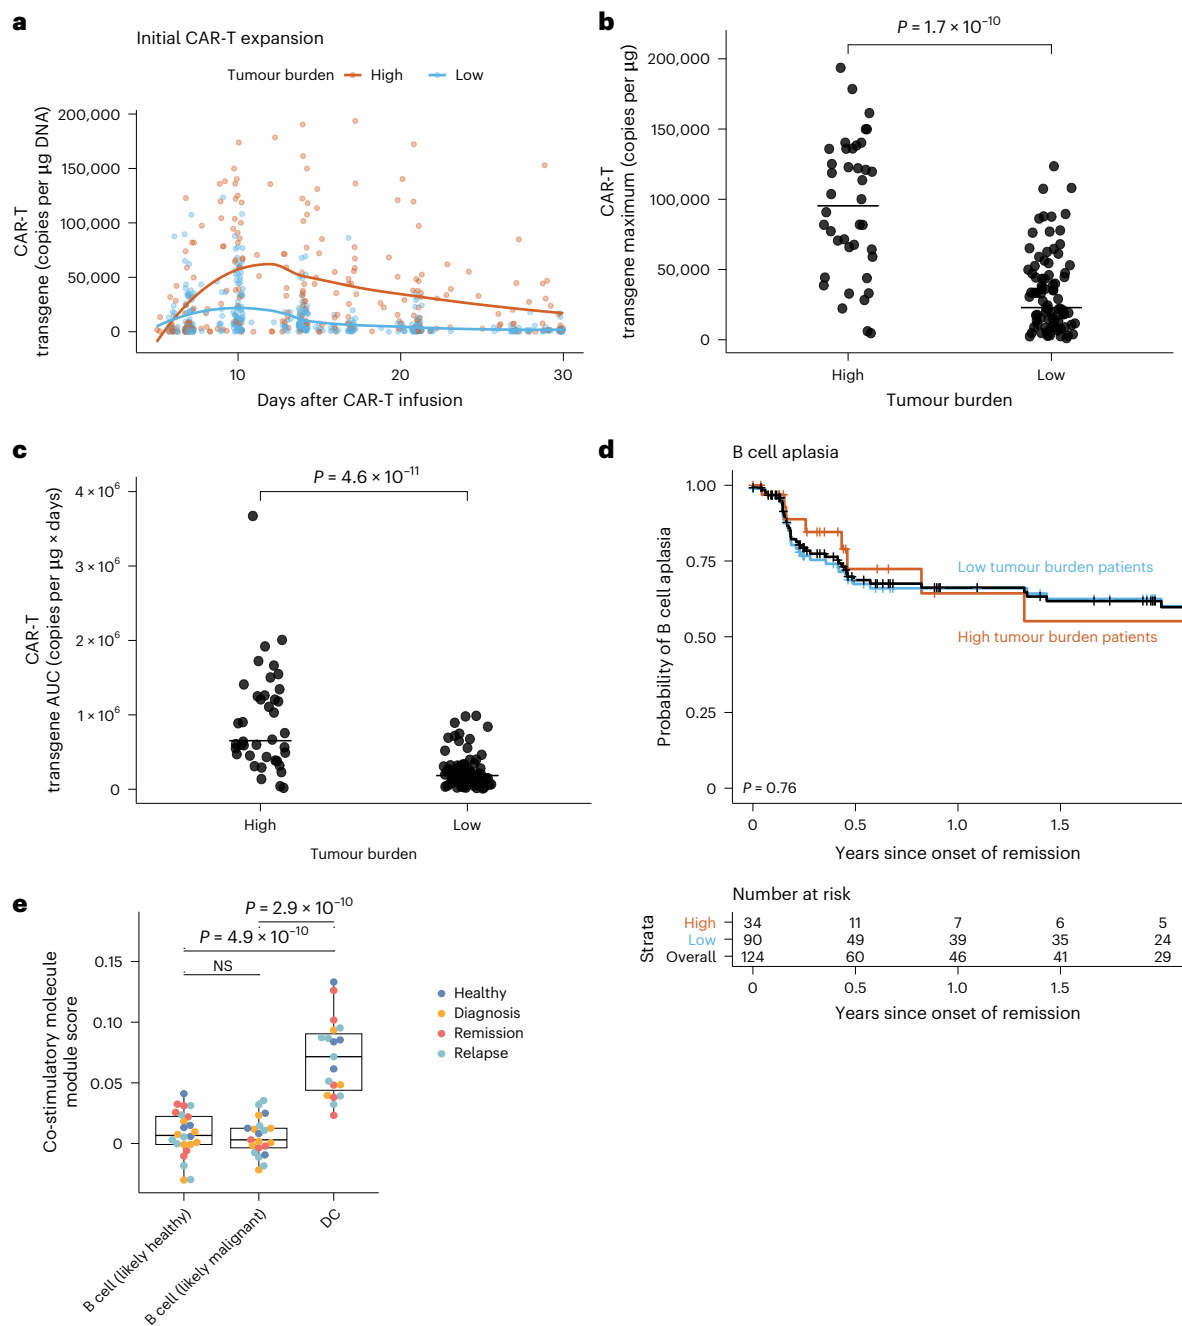 a
Initial CAR-T expansion
Tumour burden High Low
CAR-T
transgene (copies per µg DNA)
200,000
150,000
100,000
50,000
0
10 20 30
Days after CAR-T infusion
b
P = 1.7 × 10⁻¹⁰
CAR-T
transgene maximum (copies per µg)
200,000
150,000
100,000
50,000
0
High Low
Tumour burden
c
P = 4.6 × 10⁻¹¹
CAR-T
transgene AUC (copies per µg × days)
4 × 10⁶
3 × 10⁶
2 × 10⁶
1 × 10⁶
0
High Low
Tumour burden
d
B cell aplasia
Probability of B cell aplasia
1.00
0.75
0.50
0.25
0
Low tumour burden patients
High tumour burden patients
P = 0.76
0 0.5 1.0 1.5
Years since onset of remission
Number at risk
Strata
High 34 11 7 6 5
Low 90 49 39 35 24
Overall 124 60 46 41 29
0 0.5 1.0 1.5
Years since onset of remission
e
P = 2.9 × 10⁻¹⁰
P = 4.9 × 10⁻¹⁰
NS
Co-stimulatory molecule
module score
0.15
0.10
0.05
0
Healthy
Diagnosis
Remission
Relapse
B cell (likely healthy)
B cell (likely malignant)
DC